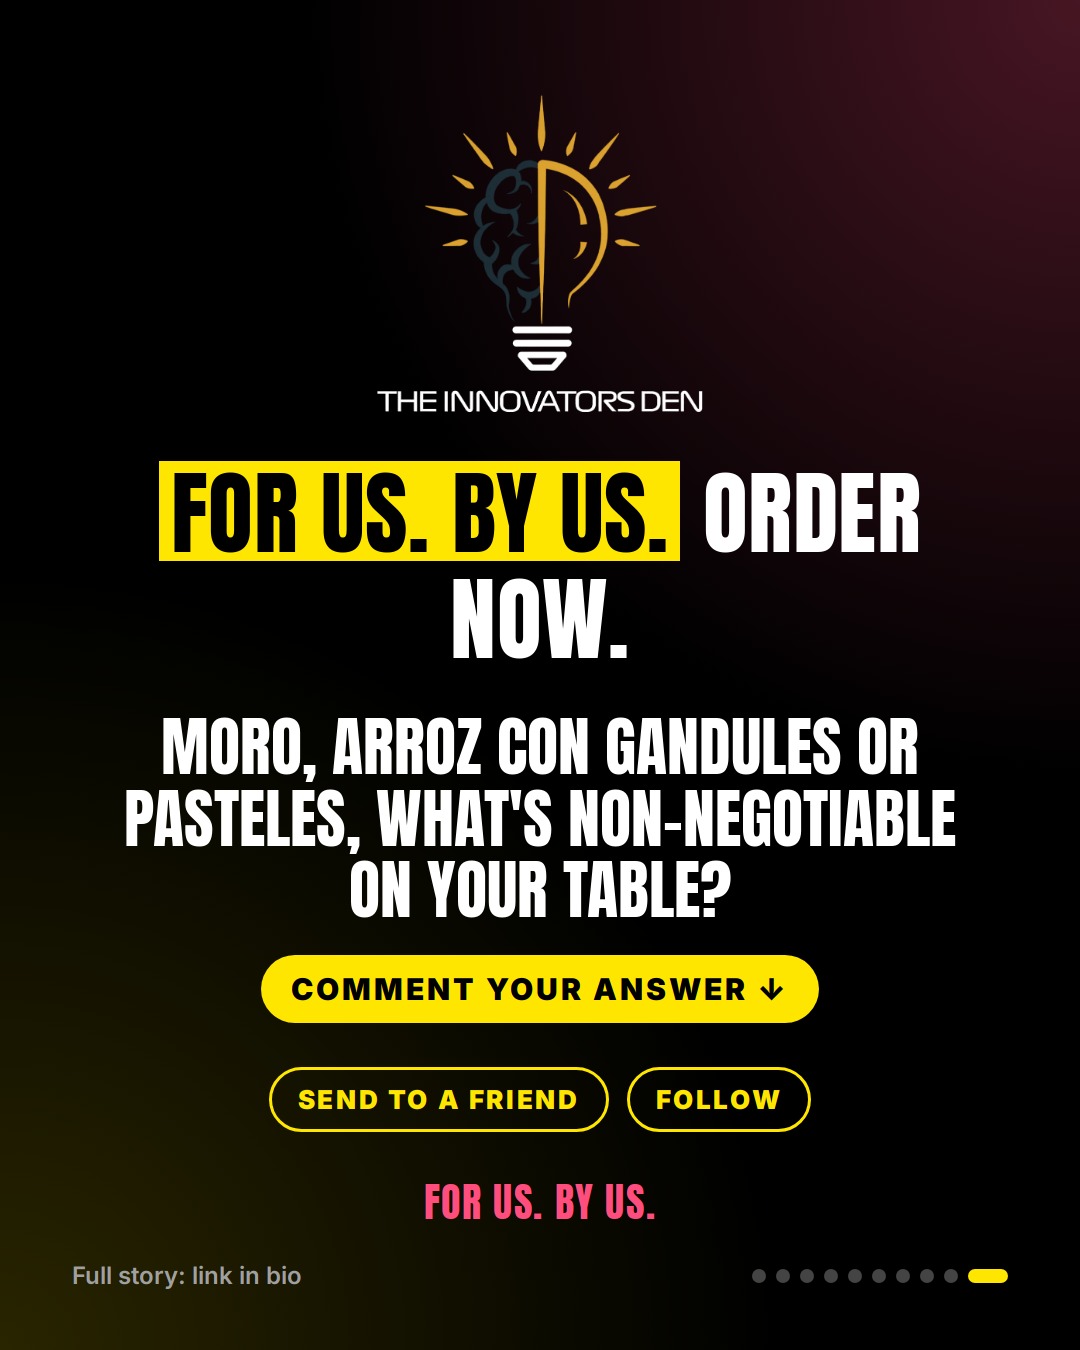 THE INNOVATORS DEN
FOR US. BY US. ORDER
NOW.
MORO, ARROZ CON GANDULES OR
PASTELES, WHAT'S NON-NEGOTIABLE
ON YOUR TABLE?
COMMENT YOUR ANSWER ↓
SEND TO A FRIEND
FOLLOW
FOR US. BY US.
Full story: link in bio